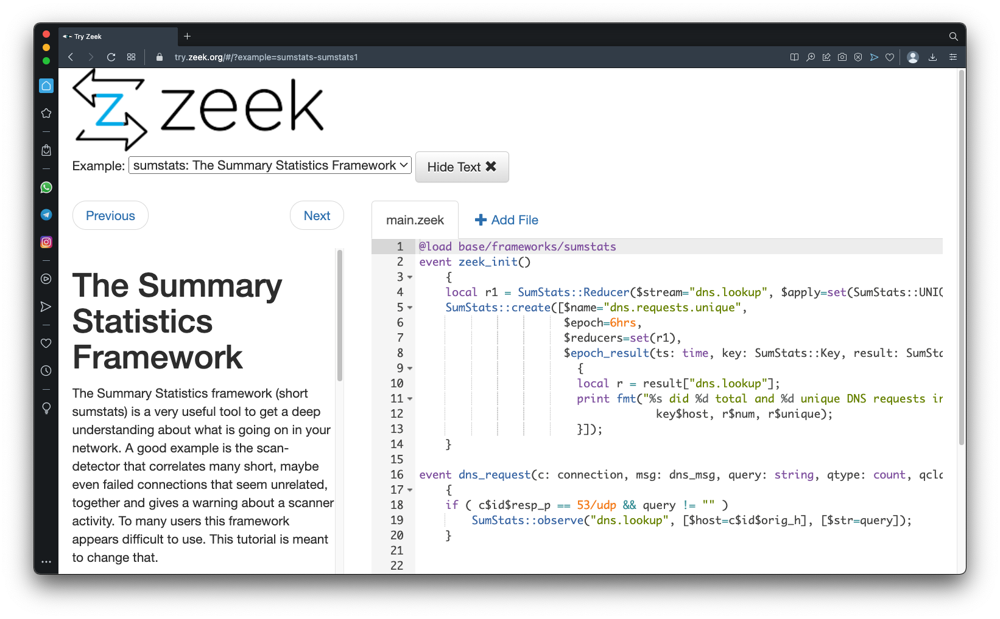 Try Zeek
try.zeek.org/#/?example=sumstats-sumstats1
zeek
Example: sumstats: The Summary Statistics Framework Hide Text ✖
Previous
Next
The Summary
Statistics
Framework
The Summary Statistics framework (short
sumstats) is a very useful tool to get a deep
understanding about what is going on in your
network. A good example is the scan-
detector that correlates many short, maybe
even failed connections that seem unrelated,
together and gives a warning about a scanner
activity. To many users this framework
appears difficult to use. This tutorial is meant
to change that.
main.zeek
+ Add File
1 @load base/frameworks/sumstats
2 event zeek_init()
3 {
4 local r1 = SumStats::Reducer($stream="dns.lookup", $apply=set(SumStats::UNIQ
5 SumStats::create([$name="dns.requests.unique",
6 $epoch=6hrs,
7 $reducers=set(r1),
8 $epoch_result(ts: time, key: SumStats::Key, result: SumSta
9 {
10 local r = result["dns.lookup"];
11 print fmt("%s did %d total and %d unique DNS requests in
12 key$host, r$num, r$unique);
13 }]);
14 }
15
16 event dns_request(c: connection, msg: dns_msg, query: string, qtype: count, qcla
17 {
18 if ( c$id$resp_p == 53/udp && query != "" )
19 SumStats::observe("dns.lookup", [$host=c$id$orig_h], [$str=query]);
20 }
21
22